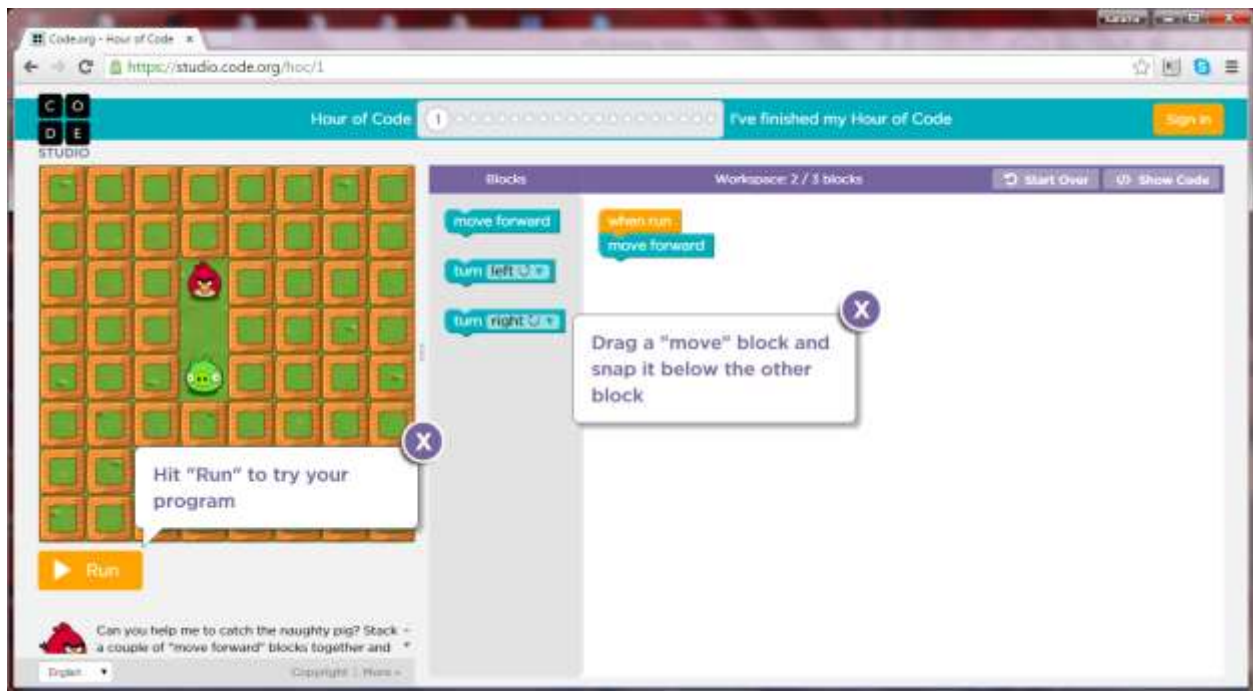 Code.org - Hour of Code x
https://studio.code.org/hoc/1
C O
D E
STUDIO
Hour of Code 1 I've finished my Hour of Code Sign in
Blocks Workspace: 2 / 3 blocks Start Over Show Code
move forward
turn left
turn right
when run
move forward
Drag a "move" block and
snap it below the other
block
X
Hit "Run" to try your
program
X
Run
Can you help me to catch the naughty pig? Stack
a couple of "move forward" blocks together and
English Copyright | More